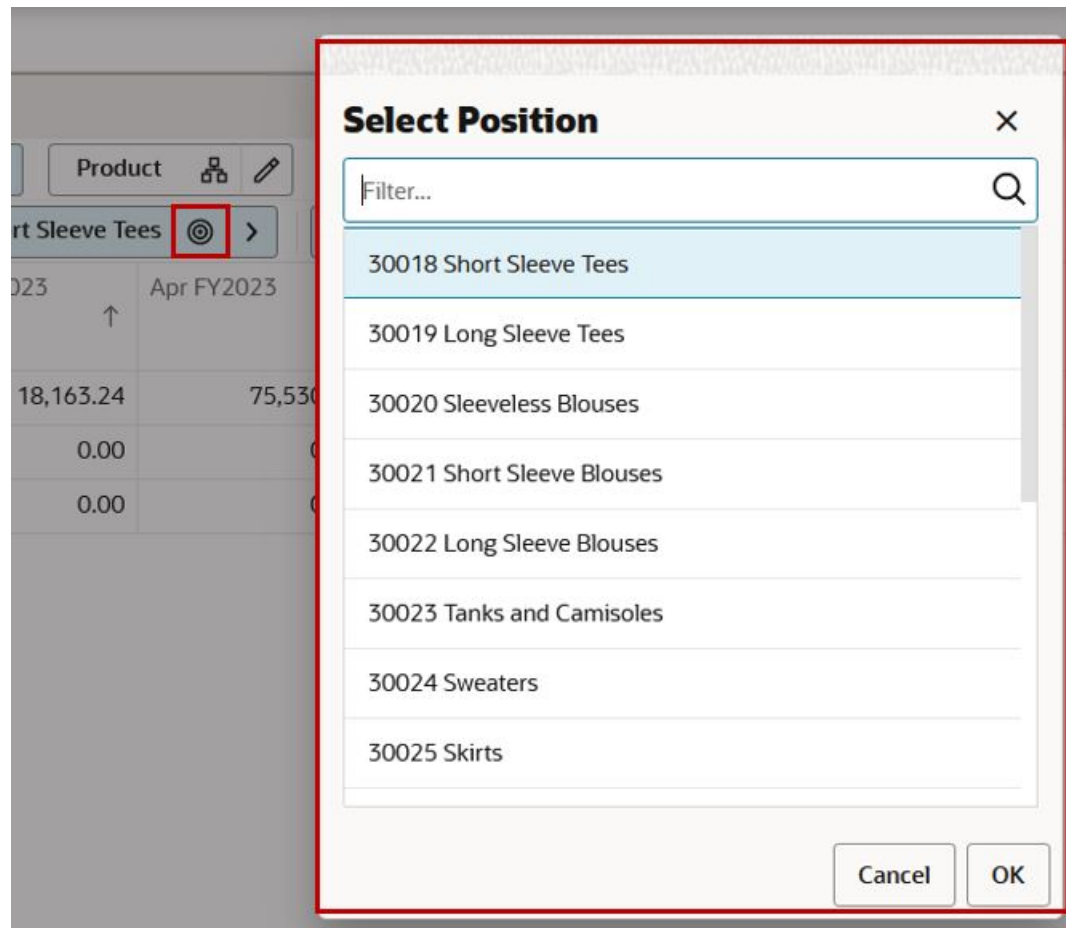 Select Position
Filter...
30018 Short Sleeve Tees
30019 Long Sleeve Tees
30020 Sleeveless Blouses
30021 Short Sleeve Blouses
30022 Long Sleeve Blouses
30023 Tanks and Camisoles
30024 Sweaters
30025 Skirts
Cancel OK
Product
rt Sleeve Tees
023 Apr FY2023
18,163.24 75,530
0.00
0.00